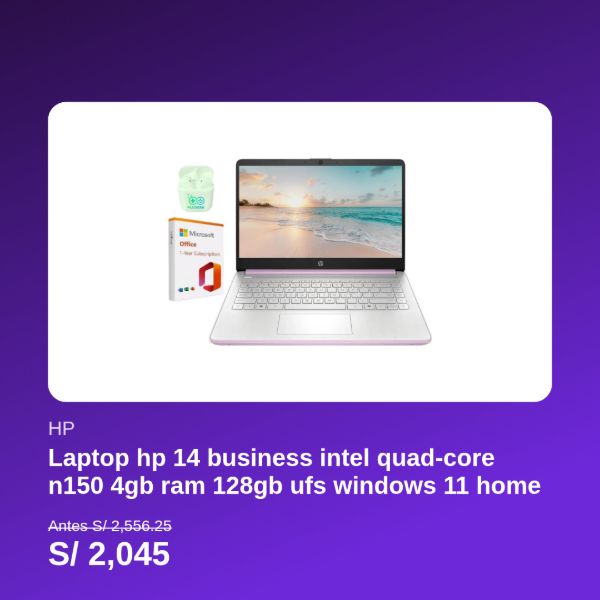 Microsoft
Office
1-Year Subscription
hp
HP
Laptop hp 14 business intel quad-core
n150 4gb ram 128gb ufs windows 11 home
Antes S/ 2,556.25
S/ 2,045